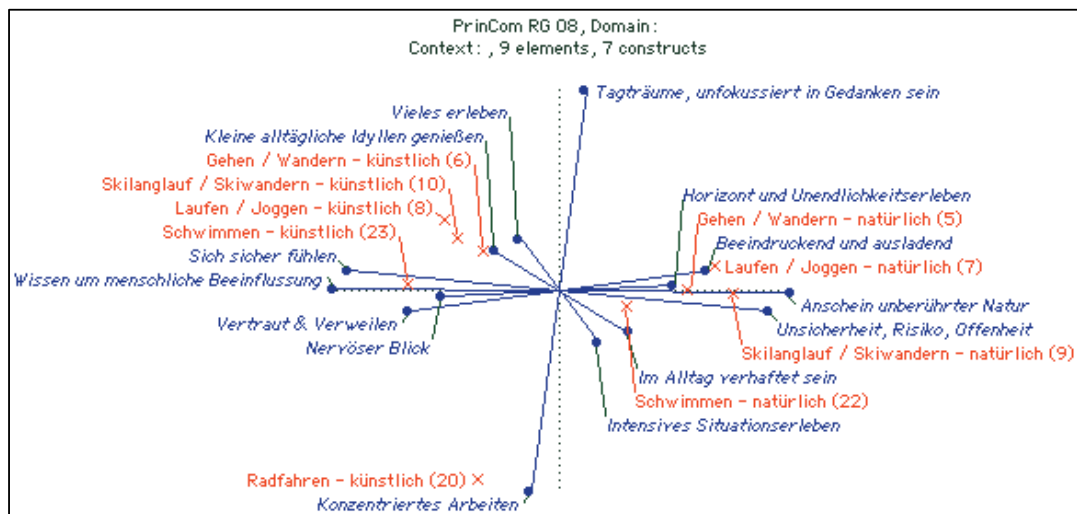 PrinCom RG 08, Domain:
Context: , 9 elements, 7 constructs
Tagträume, unfokussiert in Gedanken sein
Vieles erleben
Kleine alltägliche Idyllen genießen
Gehen / Wandern - künstlich (6)
Skilanglauf / Skiwandern - künstlich (10)
Laufen / Joggen - künstlich (8)
Schwimmen - künstlich (23)
Sich sicher fühlen
Wissen um menschliche Beeinflussung
Vertraut & Verweilen
Nervöser Blick
Horizont und Unendlichkeitserleben
Gehen / Wandern - natürlich (5)
Beeindruckend und ausladend
Laufen / Joggen - natürlich (7)
Anschein unberührter Natur
Unsicherheit, Risiko, Offenheit
Skilanglauf / Skiwandern - natürlich (9)
Im Alltag verhaftet sein
Schwimmen - natürlich (22)
Intensives Situationserleben
Radfahren - künstlich (20)
Konzentriertes Arbeiten